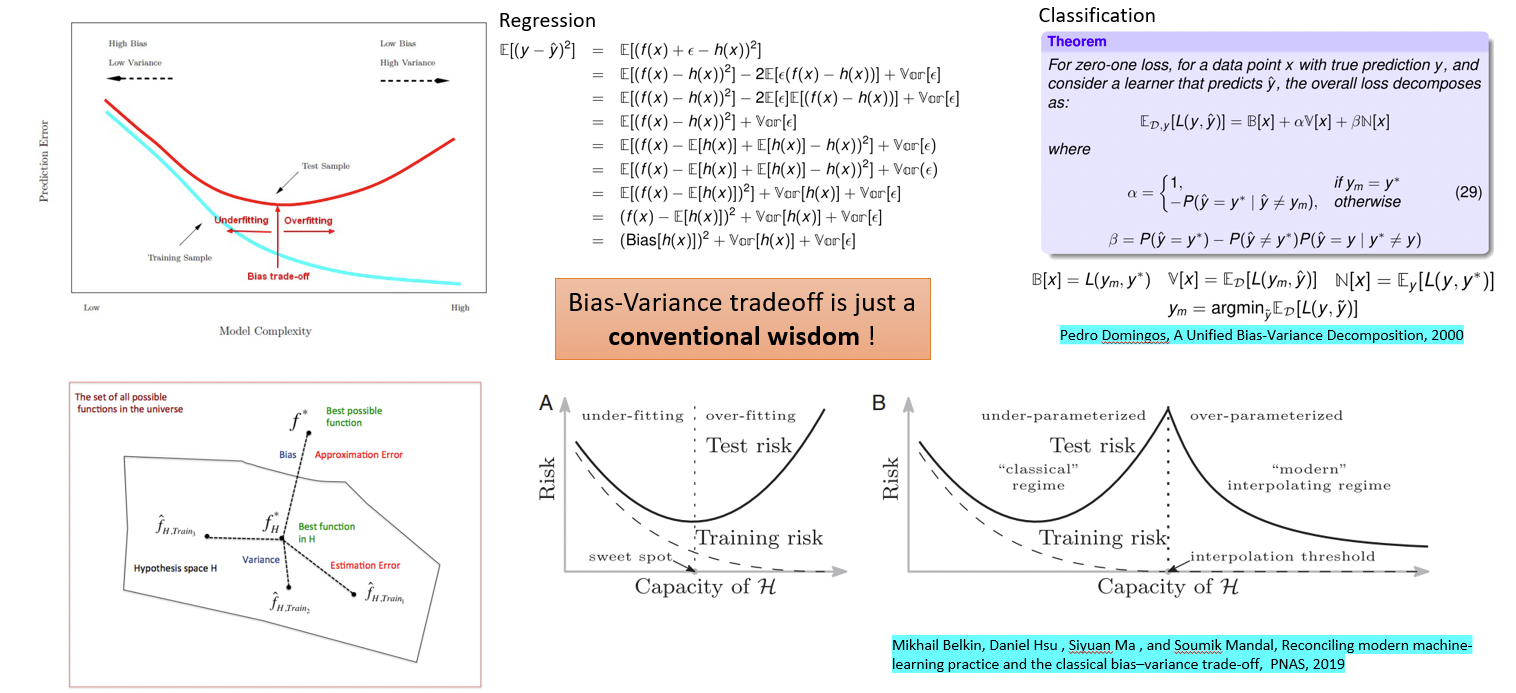 High Bias
Low Variance
Low Bias
High Variance
Prediction Error
Test Sample
Underfitting
Overfitting
Training Sample
Bias trade-off
Low
High
Model Complexity
Regression
𝔼[(y − ŷ)²] = 𝔼[(f(x) + ϵ − h(x))²]
= 𝔼[(f(x) − h(x))²] − 2𝔼[ϵ(f(x) − h(x))] + 𝕍ar[ϵ]
= 𝔼[(f(x) − h(x))²] − 2𝔼[ϵ]𝔼[(f(x) − h(x))] + 𝕍ar[ϵ]
= 𝔼[(f(x) − h(x))²] + 𝕍ar[ϵ]
= 𝔼[(f(x) − 𝔼[h(x)] + 𝔼[h(x)] − h(x))²] + 𝕍ar[ϵ)
= 𝔼[(f(x) − 𝔼[h(x)] + 𝔼[h(x)] − h(x))²] + 𝕍ar(ϵ)
= 𝔼[(f(x) − 𝔼[h(x)])²] + 𝕍ar[h(x)] + 𝕍ar[ϵ]
= (f(x) − 𝔼[h(x)])² + 𝕍ar[h(x)] + 𝕍ar[ϵ]
= (Bias[h(x)])² + 𝕍ar[h(x)] + 𝕍ar[ϵ]
Classification
Theorem
For zero-one loss, for a data point x with true prediction y, and
consider a learner that predicts ŷ, the overall loss decomposes
as:
𝔼𝒟,y[L(y, ŷ)] = 𝔹[x] + α𝕍[x] + βℕ[x]
where
α = { 1, if yₘ = y*
−P(ŷ = y* | ŷ ≠ yₘ), otherwise
(29)
β = P(ŷ = y*) − P(ŷ ≠ y*)P(ŷ = y | y* ≠ y)
𝔹[x] = L(yₘ, y*) 𝕍[x] = 𝔼𝒟[L(yₘ, ŷ)] ℕ[x] = 𝔼y[L(y, y*)]
yₘ = argminỹ𝔼𝒟[L(y, ỹ)]
Pedro Domingos, A Unified Bias-Variance Decomposition, 2000
Bias-Variance tradeoff is just a
conventional wisdom !
The set of all possible
functions in the universe
f*
Best possible
function
Bias
Approximation Error
f*H
Best function
in H
f̂H,Train₃
Variance
Estimation Error
Hypothesis space H
f̂H,Train₂
f̂H,Train₁
A
under-fitting
over-fitting
Test risk
Risk
Training risk
sweet spot
Capacity of ℋ
B
under-parameterized
over-parameterized
Test risk
"classical"
regime
"modern"
interpolating regime
Risk
Training risk
interpolation threshold
Capacity of ℋ
Mikhail Belkin, Daniel Hsu , Siyuan Ma , and Soumik Mandal, Reconciling modern machine-
learning practice and the classical bias–variance trade-off, PNAS, 2019